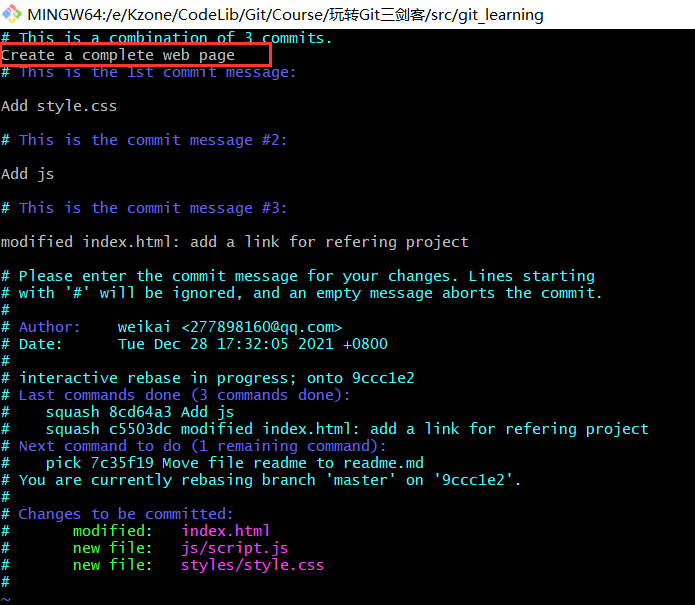 MINGW64:/e/Kzone/CodeLib/Git/Course/玩转Git三剑客/src/git_learning
# This is a combination of 3 commits.
Create a complete web page
# This is the 1st commit message:
Add style.css
# This is the commit message #2:
Add js
# This is the commit message #3:
modified index.html: add a link for refering project
# Please enter the commit message for your changes. Lines starting
# with '#' will be ignored, and an empty message aborts the commit.
#
# Author:    weikai <277898160@qq.com>
# Date:      Tue Dec 28 17:32:05 2021 +0800
#
# interactive rebase in progress; onto 9ccc1e2
# Last commands done (3 commands done):
#    squash 8cd64a3 Add js
#    squash c5503dc modified index.html: add a link for refering project
# Next command to do (1 remaining command):
#    pick 7c35f19 Move file readme to readme.md
# You are currently rebasing branch 'master' on '9ccc1e2'.
#
# Changes to be committed:
#       modified:   index.html
#       new file:   js/script.js
#       new file:   styles/style.css
#
~